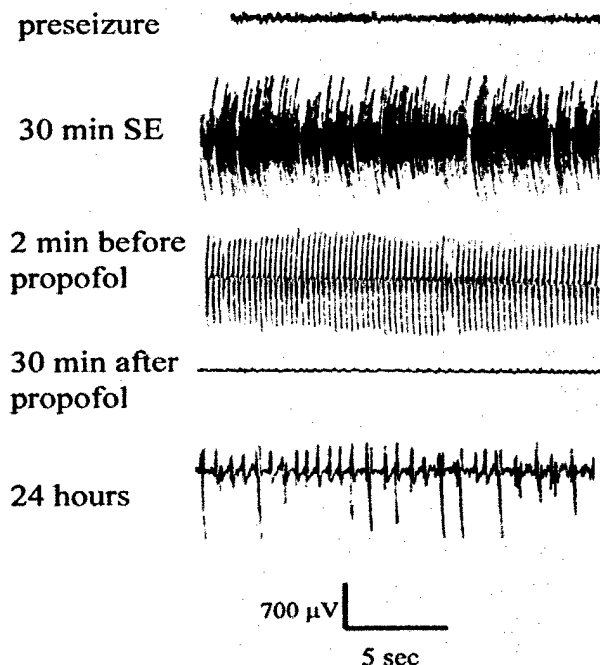 preseizure
30 min SE
2 min before
propofol
30 min after
propofol
24 hours
700 μV
5 sec